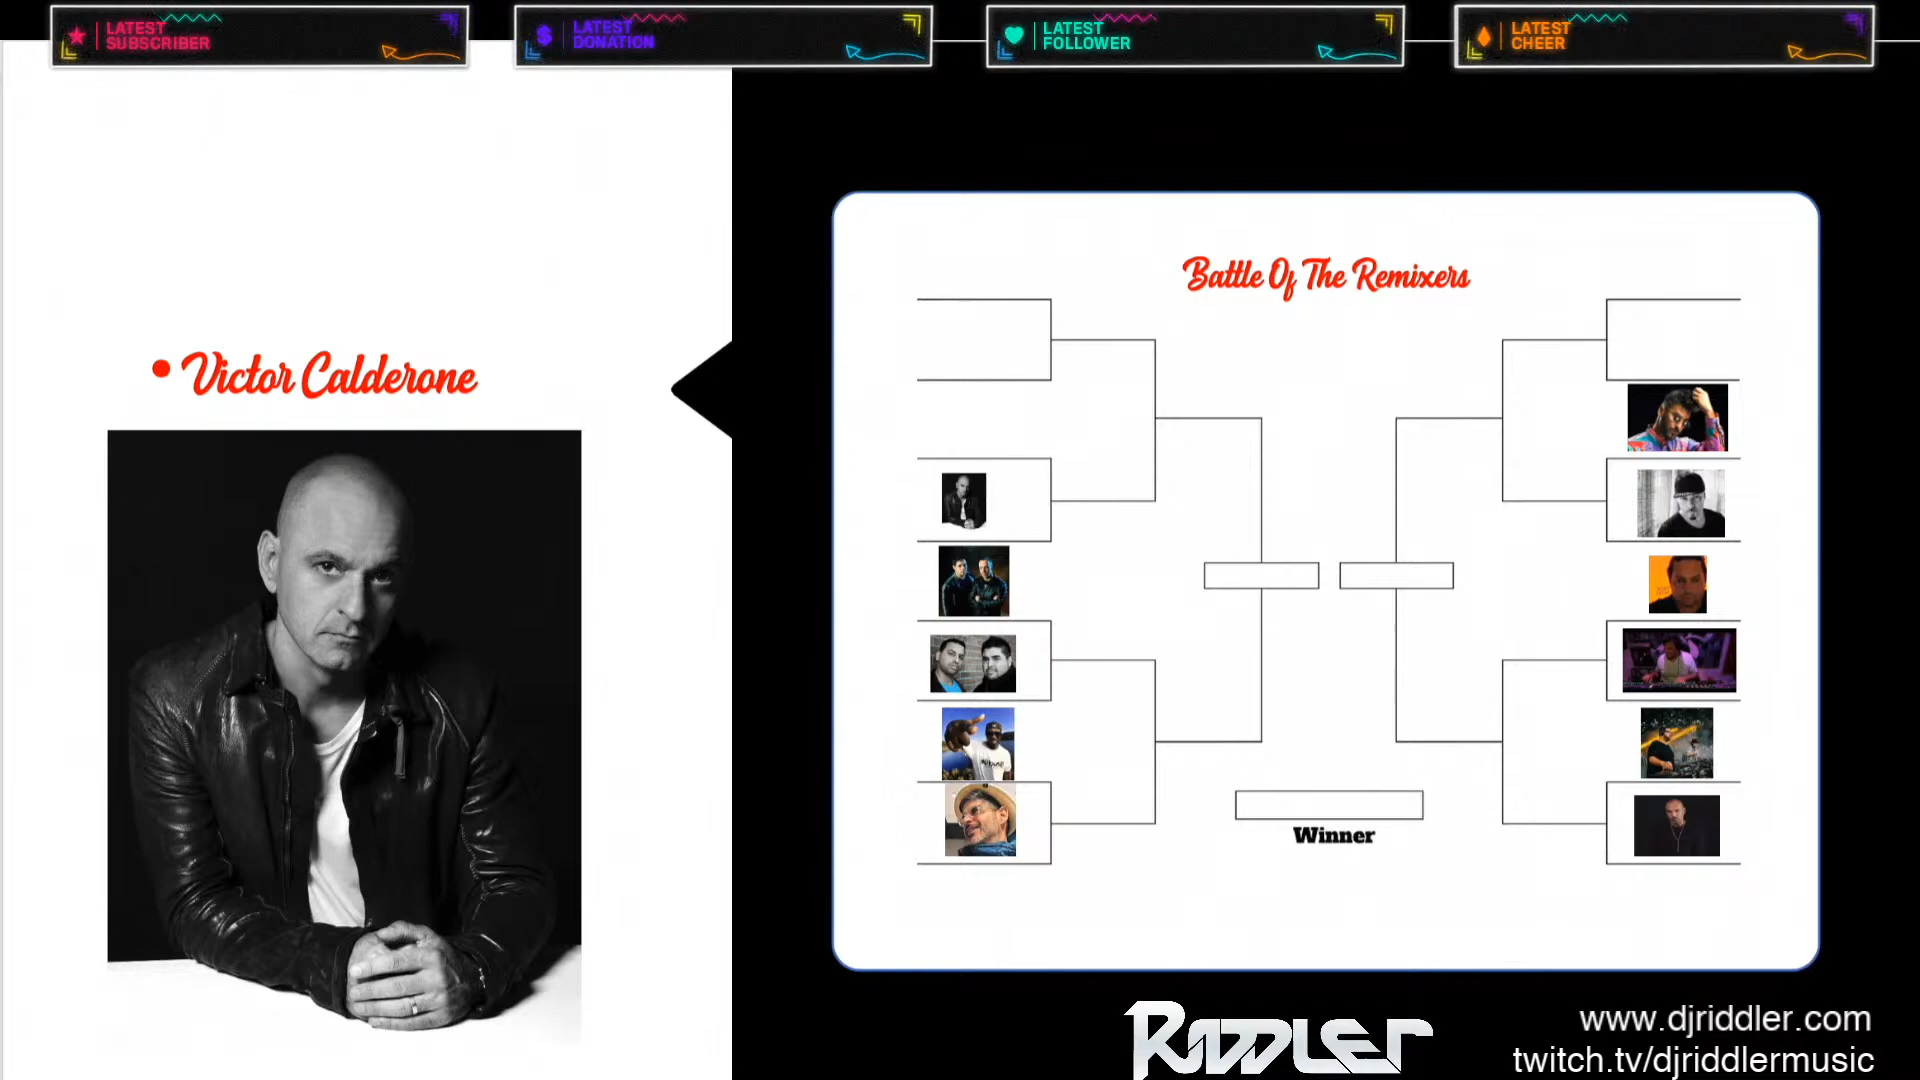 LATEST
SUBSCRIBER
LATEST
DONATION
LATEST
FOLLOWER
LATEST
CHEER
Battle Of The Remixers
• Victor Calderone
Winner
RIDDLER
www.djriddler.com
twitch.tv/djriddlermusic